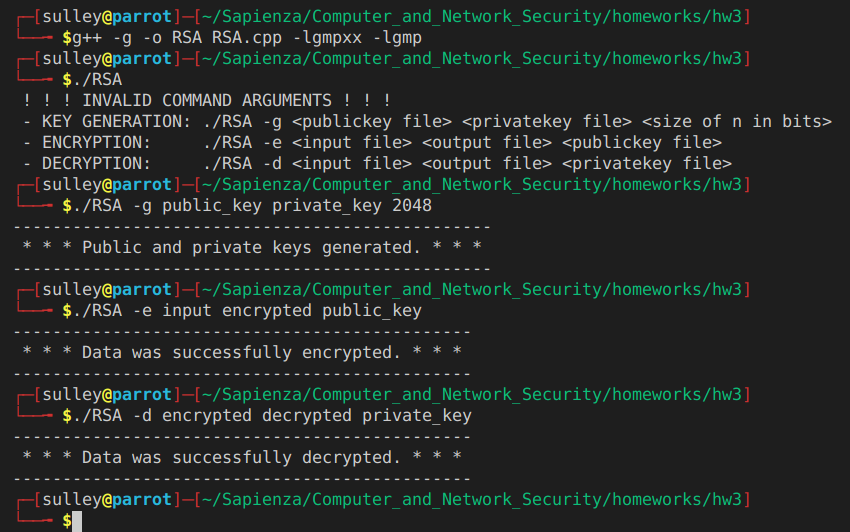 ┌─[sulley@parrot]─[~/Sapienza/Computer_and_Network_Security/homeworks/hw3]
└──╼ $g++ -g -o RSA RSA.cpp -lgmpxx -lgmp
┌─[sulley@parrot]─[~/Sapienza/Computer_and_Network_Security/homeworks/hw3]
└──╼ $./RSA
! ! ! INVALID COMMAND ARGUMENTS ! ! !
- KEY GENERATION: ./RSA -g <publickey file> <privatekey file> <size of n in bits>
- ENCRYPTION:     ./RSA -e <input file> <output file> <publickey file>
- DECRYPTION:     ./RSA -d <input file> <output file> <privatekey file>
┌─[sulley@parrot]─[~/Sapienza/Computer_and_Network_Security/homeworks/hw3]
└──╼ $./RSA -g public_key private_key 2048
------------------------------------------------
* * * Public and private keys generated. * * *
------------------------------------------------
┌─[sulley@parrot]─[~/Sapienza/Computer_and_Network_Security/homeworks/hw3]
└──╼ $./RSA -e input encrypted public_key
----------------------------------------------
* * * Data was successfully encrypted. * * *
----------------------------------------------
┌─[sulley@parrot]─[~/Sapienza/Computer_and_Network_Security/homeworks/hw3]
└──╼ $./RSA -d encrypted decrypted private_key
----------------------------------------------
* * * Data was successfully decrypted. * * *
----------------------------------------------
┌─[sulley@parrot]─[~/Sapienza/Computer_and_Network_Security/homeworks/hw3]
└──╼ $